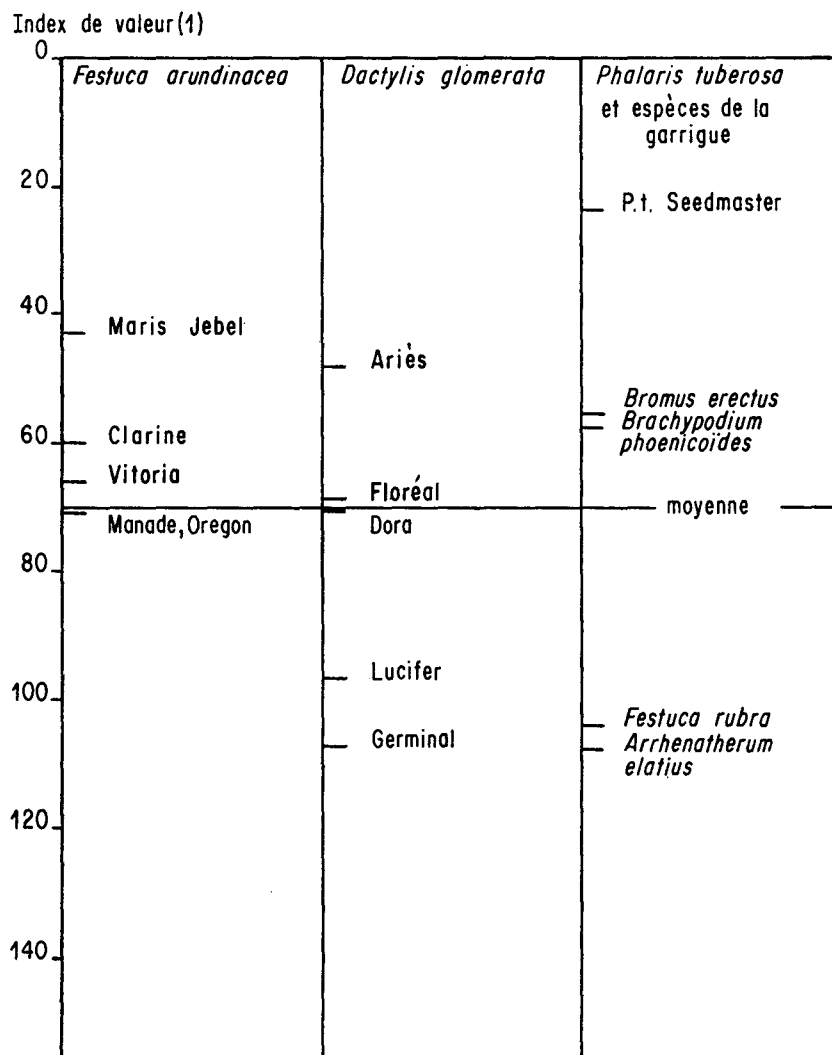 Index de valeur(1)
0
Festuca arundinacea
Dactylis glomerata
Phalaris tuberosa
et espèces de la
garrigue
20
P.t. Seedmaster
40
Maris Jebel
Ariès
Bromus erectus
Brachypodium
phoenicoïdes
60
Clarine
Vitoria
Floréal
moyenne
Manade, Oregon
Dora
80
Lucifer
100
Festuca rubra
Germinal
Arrhenatherum
elatius
120
140